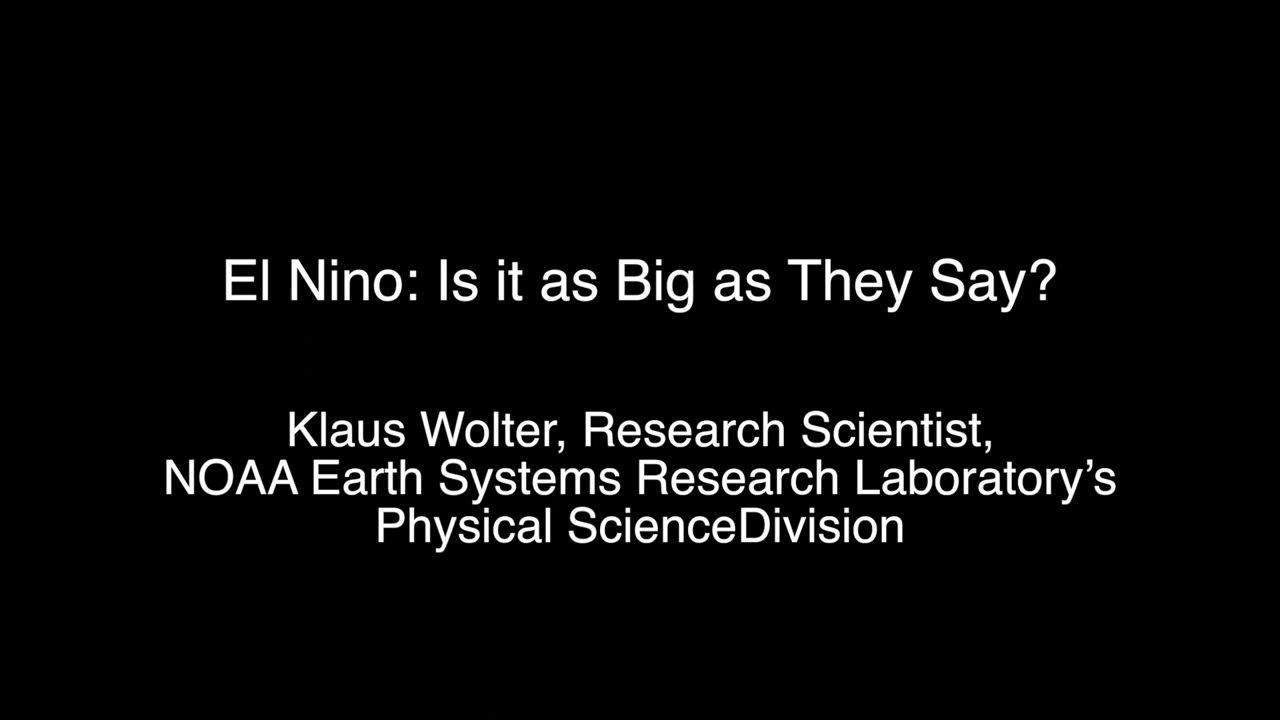 El Nino: Is it as Big as They Say?
Klaus Wolter, Research Scientist,
NOAA Earth Systems Research Laboratory’s
Physical ScienceDivision